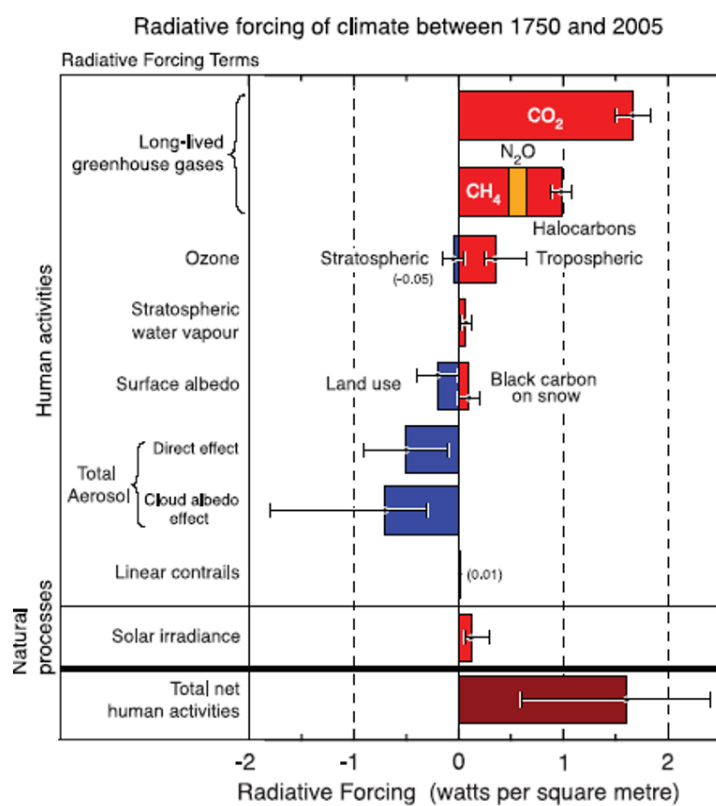 Radiative forcing of climate between 1750 and 2005
Radiative Forcing Terms
Human activities
Long-lived
greenhouse gases
CO₂
N₂O
CH₄
Halocarbons
Ozone
Stratospheric
(-0.05)
Tropospheric
Stratospheric
water vapour
Surface albedo
Land use
Black carbon
on snow
Total
Aerosol
Direct effect
Cloud albedo
effect
Linear contrails
(0.01)
Natural
processes
Solar irradiance
Total net
human activities
-2 -1 0 1 2
Radiative Forcing (watts per square metre)